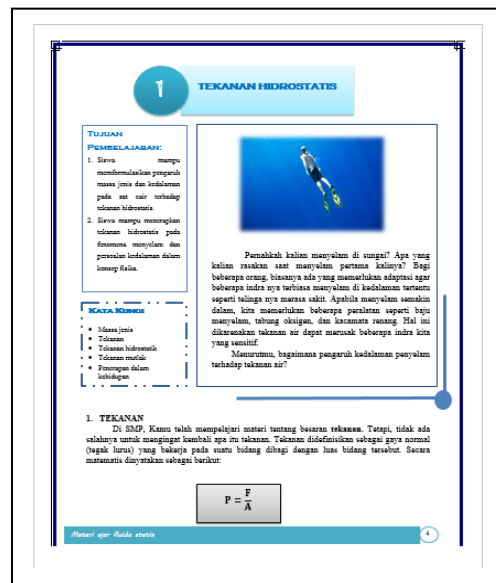 1
TEKANAN HIDROSTATIS
TUJUAN
PEMBELAJARAN:
1. Siswa mampu
memformulasikan pengaruh
massa jenis dan kedalaman
pada zat cair terhadap
tekanan hidrostatis.
2. Siswa mampu menerapkan
tekanan hidrostatis pada
fenomena menyelam dan
persoalan kedalaman dalam
konsep fisika.
KATA KUNCI
▪ Massa jenis
▪ Tekanan
▪ Tekanan hidrostatik
▪ Tekanan mutlak
▪ Penerapan dalam
kehidupan
Pernahkah kalian menyelam di sungai? Apa yang
kalian rasakan saat menyelam pertama kalinya? Bagi
beberapa orang, biasanya ada yang memerlukan adaptasi agar
beberapa indra nya terbiasa menyelam di kedalaman tertentu
seperti telinga nya merasa sakit. Apabila menyelam semakin
dalam, kita memerlukan beberapa peralatan seperti baju
menyelam, tabung oksigen, dan kacamata renang. Hal ini
dikarenakan tekanan air dapat merusak beberapa indra kita
yang sensitif.
Menurutmu, bagaimana pengaruh kedalaman penyelam
terhadap tekanan air?
1. TEKANAN
Di SMP, Kamu telah mempelajari materi tentang besaran tekanan. Tetapi, tidak ada
salahnya untuk mengingat kembali apa itu tekanan. Tekanan didefinisikan sebagai gaya normal
(tegak lurus) yang bekerja pada suatu bidang dibagi dengan luas bidang tersebut. Secara
matematis dinyatakan sebagai berikut:
P = F/A
Materi ajar fluida statis
4